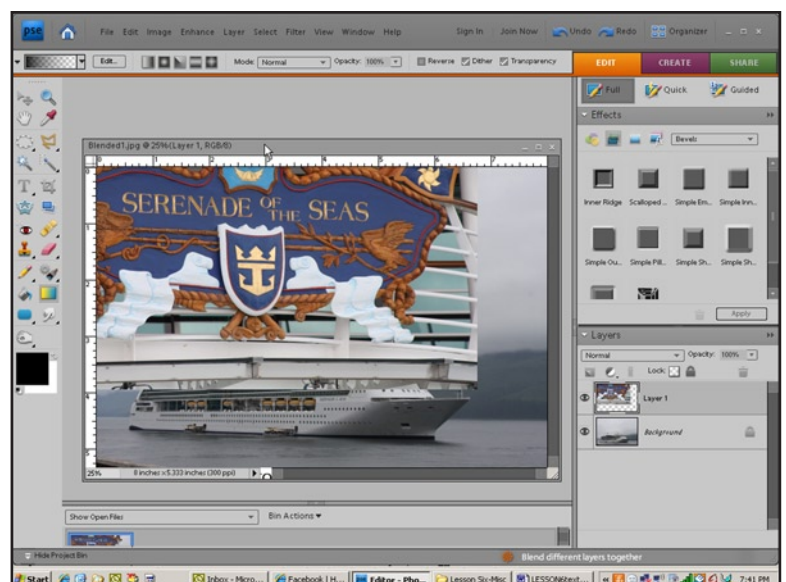 pse File Edit Image Enhance Layer Select Filter View Window Help Sign In Join Now Undo Redo Organizer
Edit... Mode: Normal Opacity: 100% Reverse Dither Transparency EDIT CREATE SHARE
Full Quick Guided
Effects
Bevels
Blended1.jpg @ 25%(Layer 1, RGB/8)
SERENADE OF THE SEAS
Inner Ridge Scalloped ... Simple Em... Simple Inn...
Simple Ou... Simple Pill... Simple Sh... Simple Sh...
Apply
Layers
Normal Opacity: 100%
Lock:
Layer 1
Background
25% 8 inches x 5.333 inches (300 ppi)
Show Open Files Bin Actions
Hide Project Bin Blend different layers together
Start Inbox - Micro... Facebook | H... Editor - Pho... Lesson Six-Misc LESSON6text... 7:41 PM